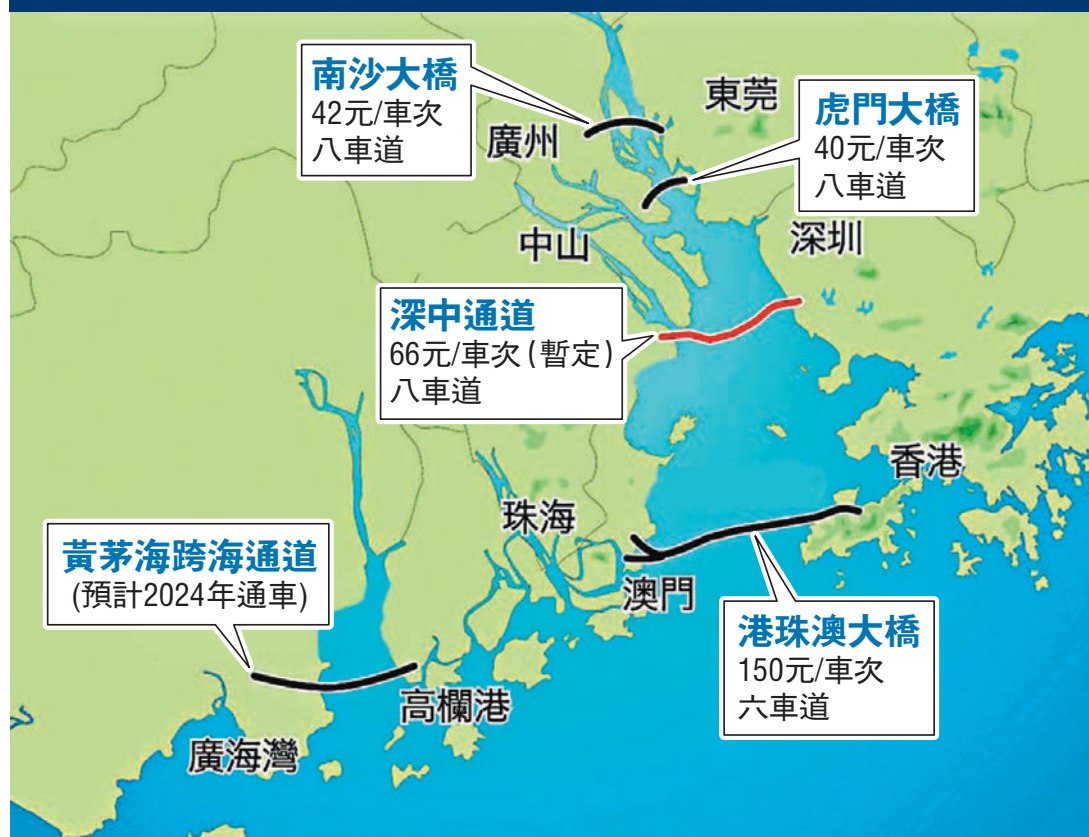 南沙大橋
42元/車次
八車道
東莞
虎門大橋
40元/車次
八車道
廣州
中山
深圳
深中通道
66元/車次(暫定)
八車道
香港
珠海
黃茅海跨海通道
(預計2024年通車)
澳門
港珠澳大橋
150元/車次
六車道
高欄港
廣海灣